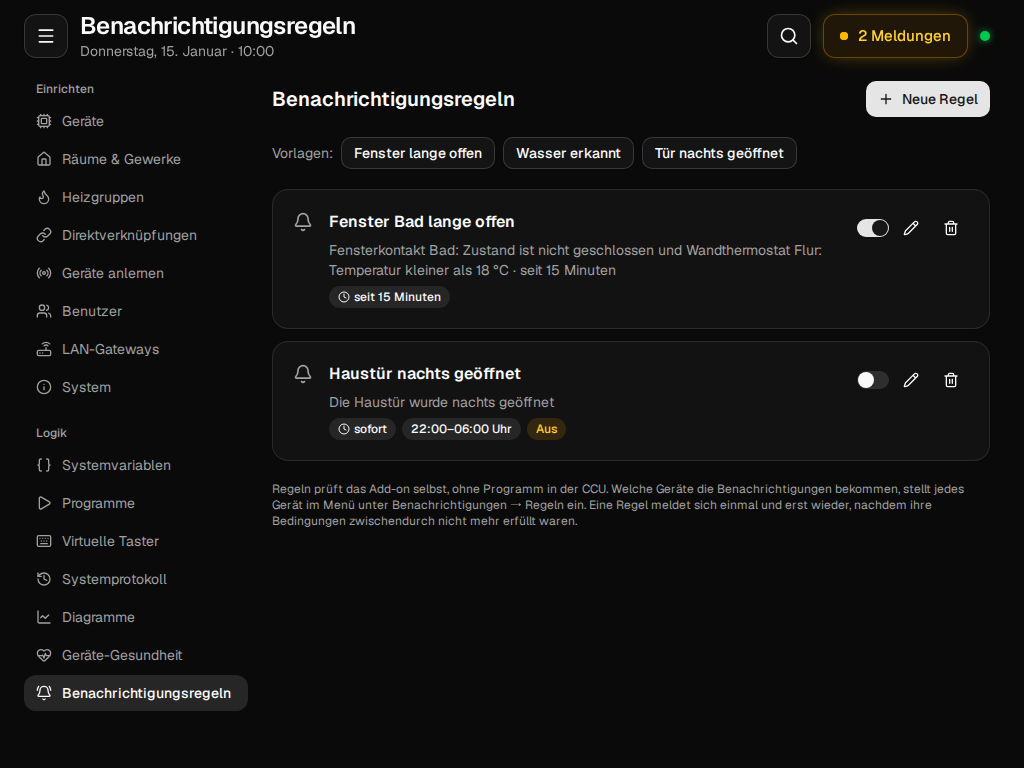 Benachrichtigungsregeln
Donnerstag, 15. Januar · 10:00
2 Meldungen
Einrichten
Geräte
Räume & Gewerke
Heizgruppen
Direktverknüpfungen
Geräte anlernen
Benutzer
LAN-Gateways
System
Logik
Systemvariablen
Programme
Virtuelle Taster
Systemprotokoll
Diagramme
Geräte-Gesundheit
Benachrichtigungsregeln
Benachrichtigungsregeln
Neue Regel
Vorlagen:
Fenster lange offen
Wasser erkannt
Tür nachts geöffnet
Fenster Bad lange offen
Fensterkontakt Bad: Zustand ist nicht geschlossen und Wandthermostat Flur:
Temperatur kleiner als 18 °C · seit 15 Minuten
seit 15 Minuten
Haustür nachts geöffnet
Die Haustür wurde nachts geöffnet
sofort
22:00–06:00 Uhr
Aus
Regeln prüft das Add-on selbst, ohne Programm in der CCU. Welche Geräte die Benachrichtigungen bekommen, stellt jedes
Gerät im Menü unter Benachrichtigungen → Regeln ein. Eine Regel meldet sich einmal und erst wieder, nachdem ihre
Bedingungen zwischendurch nicht mehr erfüllt waren.